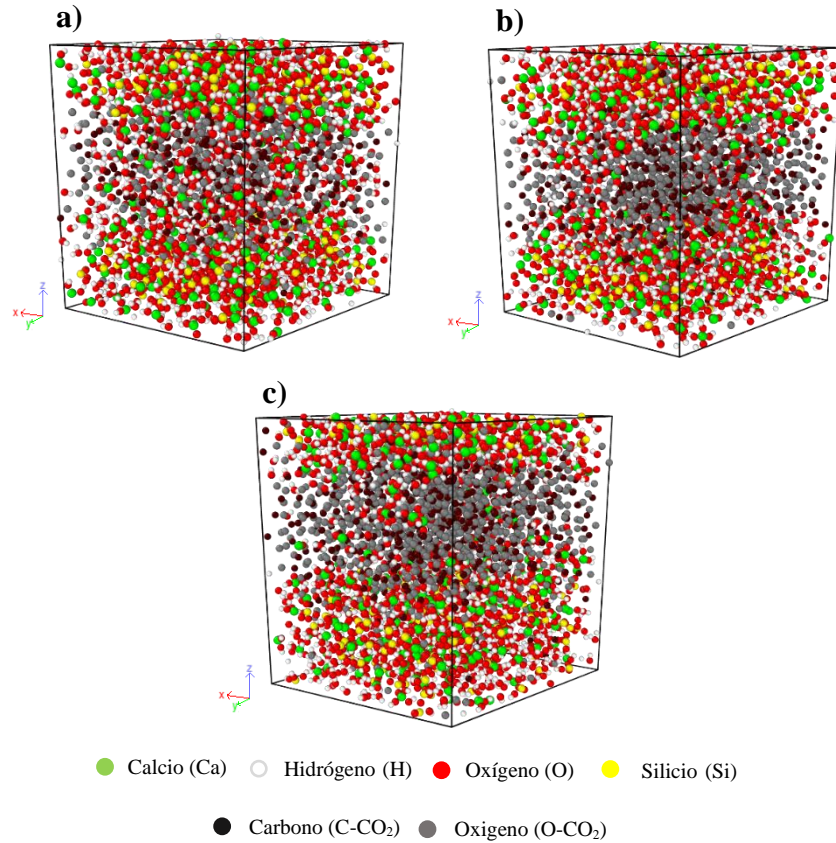 a)
b)
z
x
y
z
x
y
c)
z
x
y
Calcio (Ca) Hidrógeno (H) Oxígeno (O) Silicio (Si)
Carbono (C-CO₂) Oxigeno (O-CO₂)